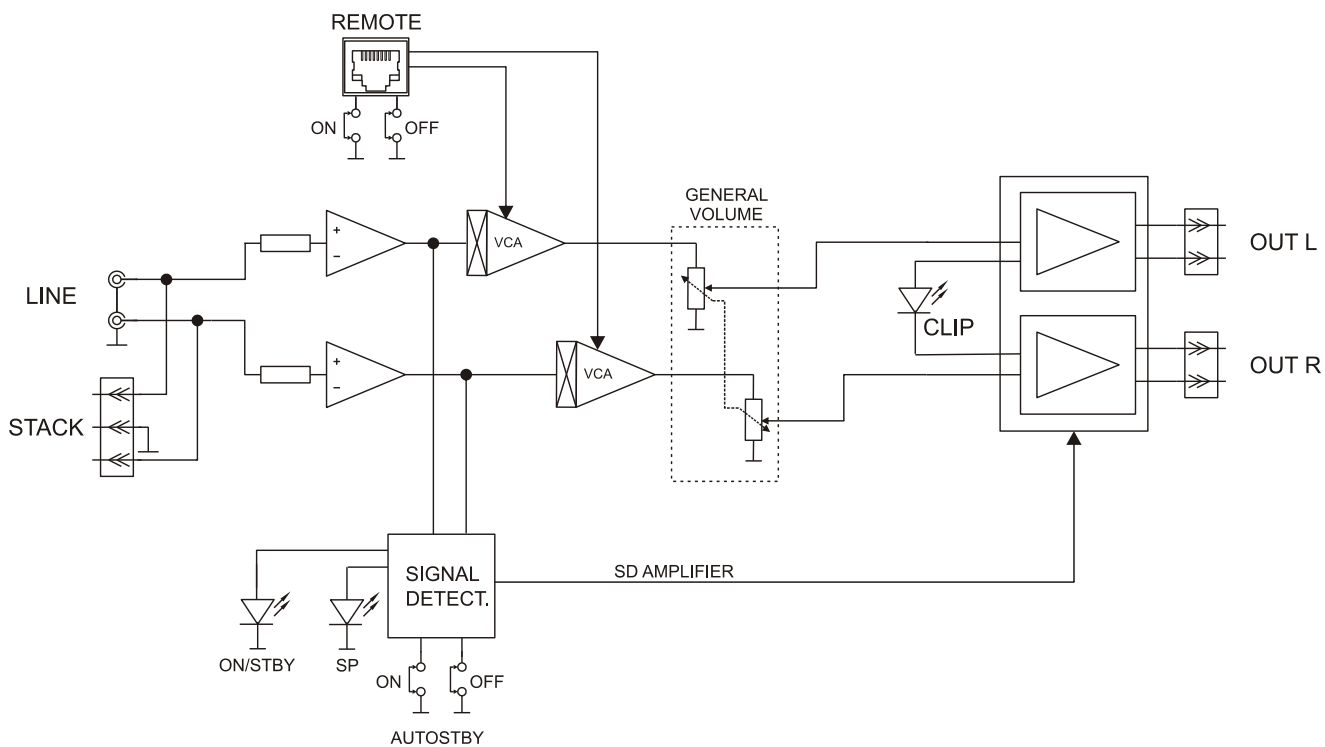 REMOTE
ON
OFF
GENERAL
VOLUME
+
−
VCA
OUT L
LINE
CLIP
+
−
VCA
OUT R
STACK
SIGNAL
DETECT.
SD AMPLIFIER
ON/STBY
SP
ON
OFF
AUTOSTBY